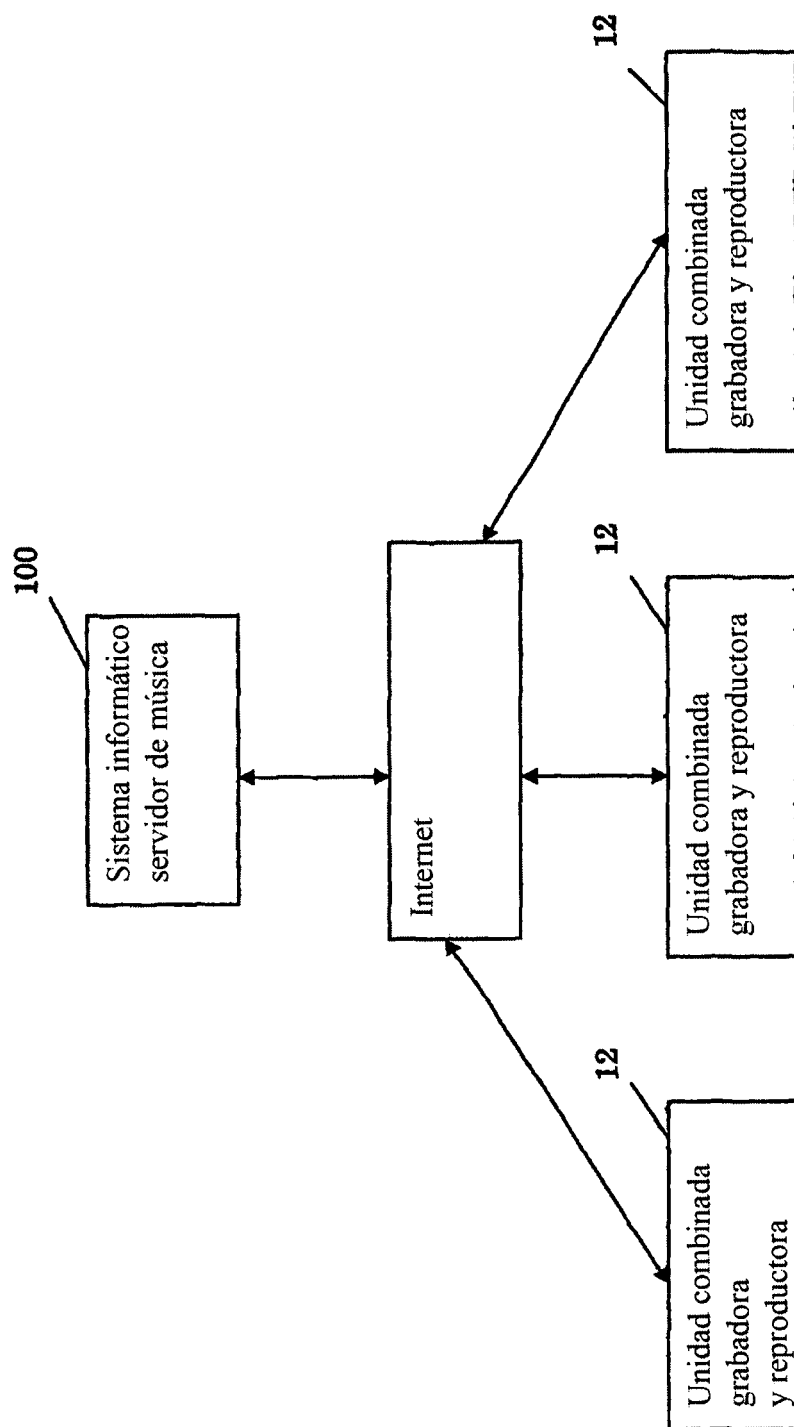 100
Sistema informático
servidor de música
Internet
12
Unidad combinada
grabadora
y reproductora
12
Unidad combinada
grabadora y reproductora
12
Unidad combinada
grabadora y reproductora